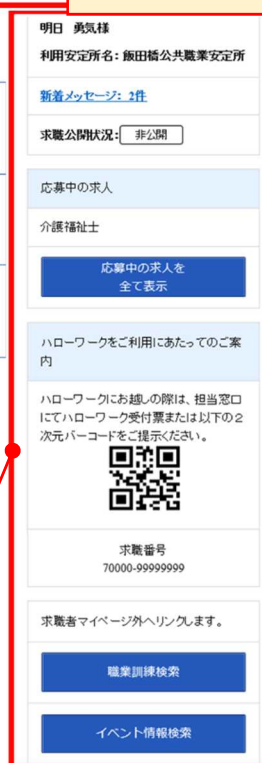 明日 勇気様
利用安定所名:飯田橋公共職業安定所
新着メッセージ: 2件
求職公開状況: 非公開
応募中の求人
介護福祉士
応募中の求人を
全て表示
ハローワークをご利用にあたってのご案
内
ハローワークにお越しの際は、担当窓口
にてハローワーク受付票または以下の2
次元バーコードをご提示ください。
求職番号
70000-99999999
求職者マイページ外へリンクします。
職業訓練検索
イベント情報検索